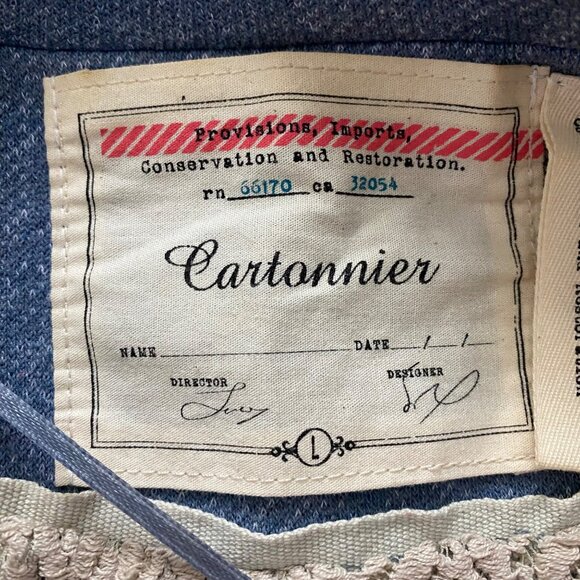 Provisions, Imports,
Conservation and Restoration.
rn 66170 ca 32054
Cartonnier
NAME DATE / /
DIRECTOR DESIGNER
L